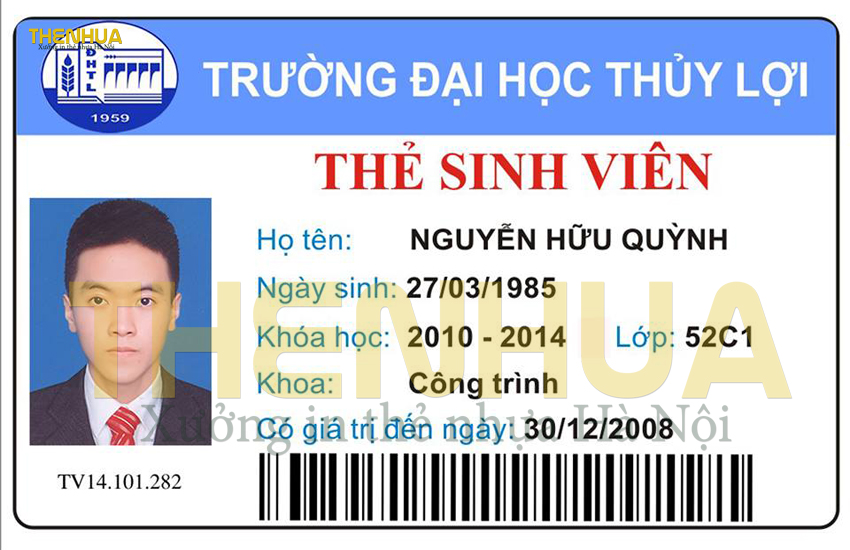 THENHUA
Xưởng in thẻ nhựa Hà Nội
ĐHTL
1959
TRƯỜNG ĐẠI HỌC THỦY LỢI
THẺ SINH VIÊN
Họ tên: NGUYỄN HỮU QUỲNH
Ngày sinh: 27/03/1985
Khóa học: 2010 - 2014 Lớp: 52C1
THENHUA
Khoa: Công trình
Xưởng in thẻ nhựa Hà Nội
Có giá trị đến ngày: 30/12/2008
TV14.101.282